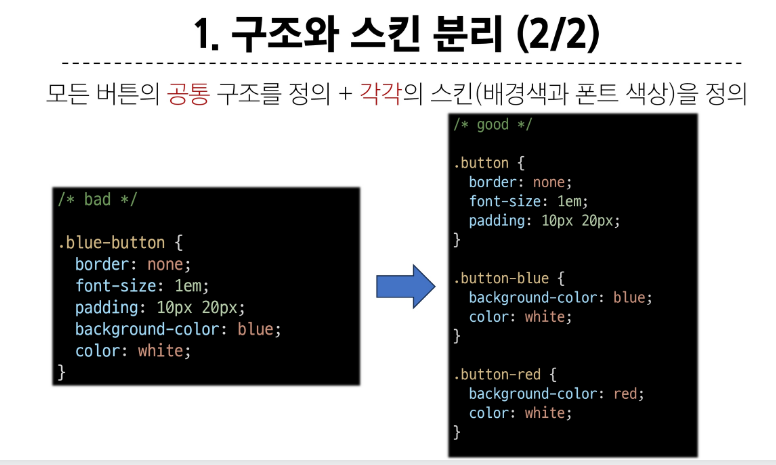 1. 구조와 스킨 분리 (2/2)
모든 버튼의 공통 구조를 정의 + 각각의 스킨(배경색과 폰트 색상)을 정의
/* bad */
.blue-button {
  border: none;
  font-size: 1em;
  padding: 10px 20px;
  background-color: blue;
  color: white;
}
/* good */
.button {
  border: none;
  font-size: 1em;
  padding: 10px 20px;
}
.button-blue {
  background-color: blue;
  color: white;
}
.button-red {
  background-color: red;
  color: white;
}